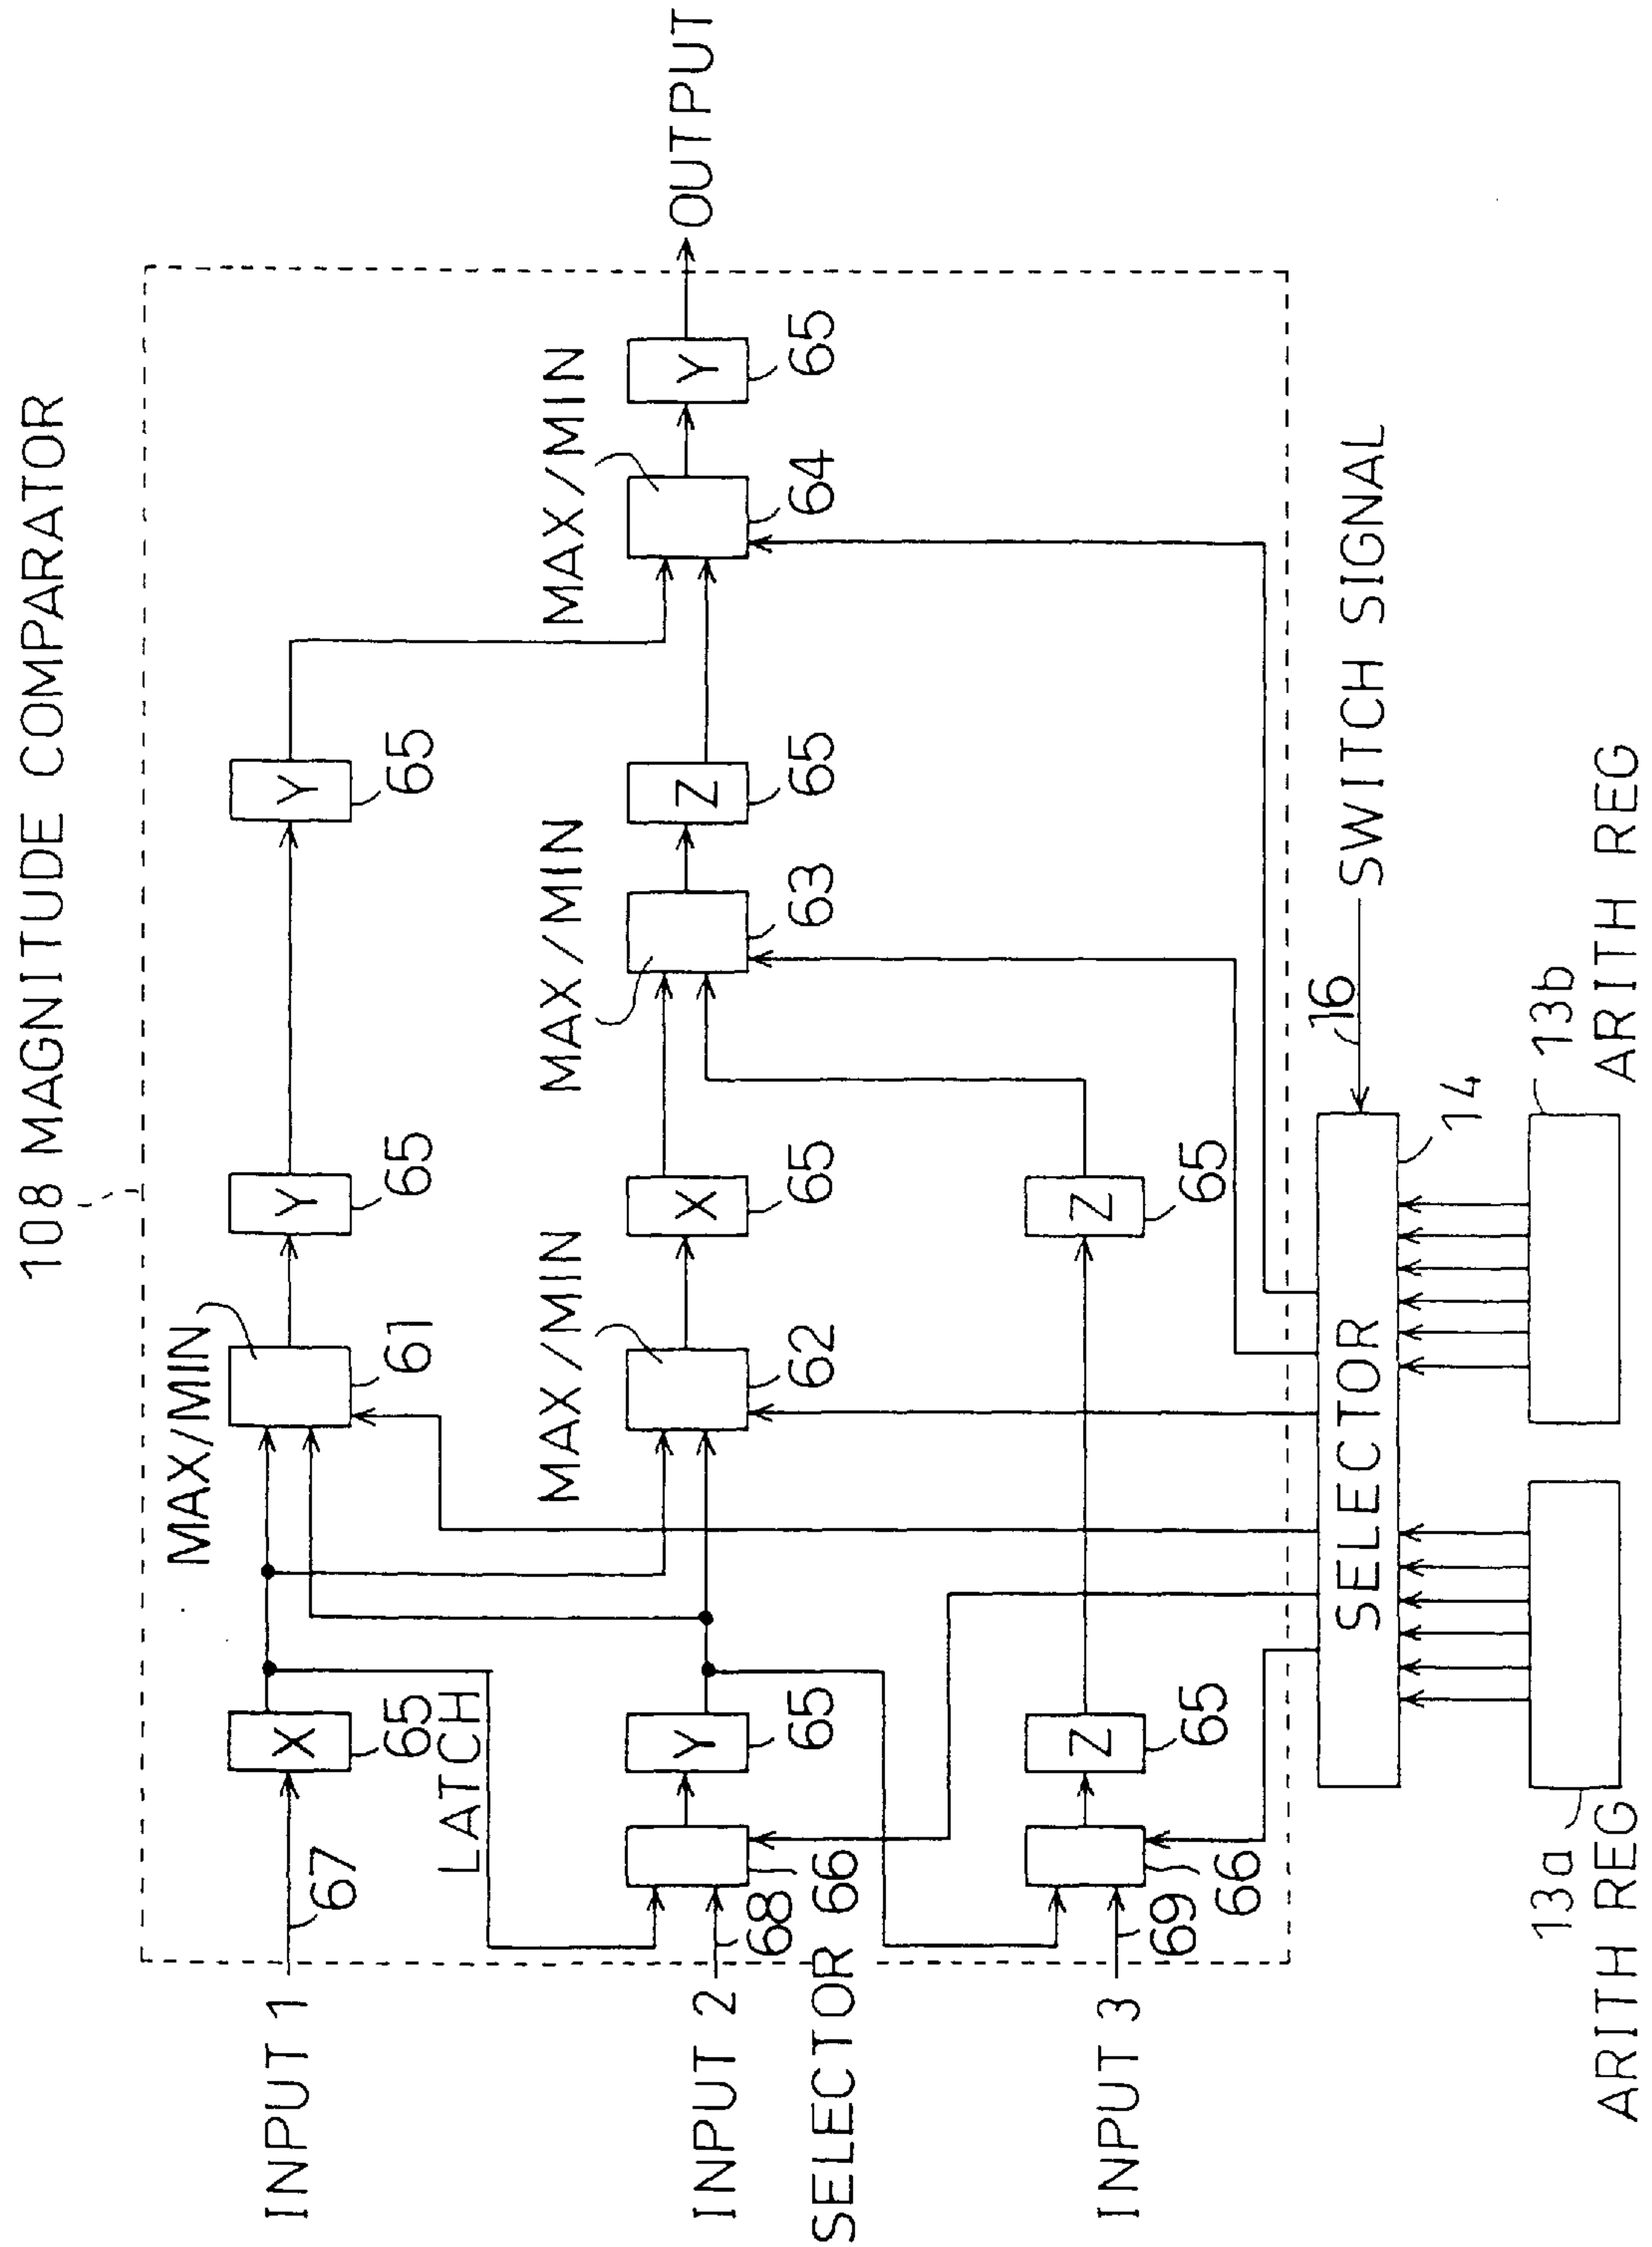 108 MAGNITUDE COMPARATOR
INPUT 1
67
X
65
LATCH
MAX/MIN
61
Y
65
Y
65
INPUT 2
68
SELECTOR 66
Y
65
MAX/MIN
62
X
65
MAX/MIN
63
Z
65
MAX/MIN
64
Y
65
OUTPUT
INPUT 3
69
66
Z
65
Z
65
SELECTOR
14
16
SWITCH SIGNAL
13a
ARITH REG
13b
ARITH REG